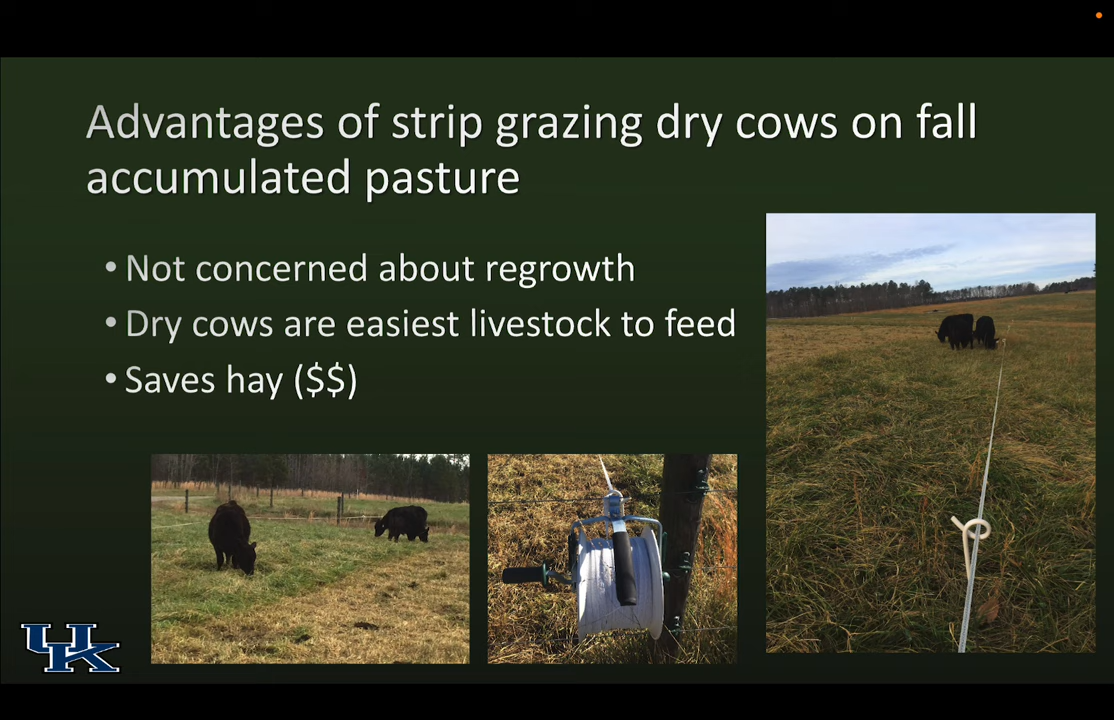 Advantages of strip grazing dry cows on fall
accumulated pasture
• Not concerned about regrowth
• Dry cows are easiest livestock to feed
• Saves hay ($$)
UK